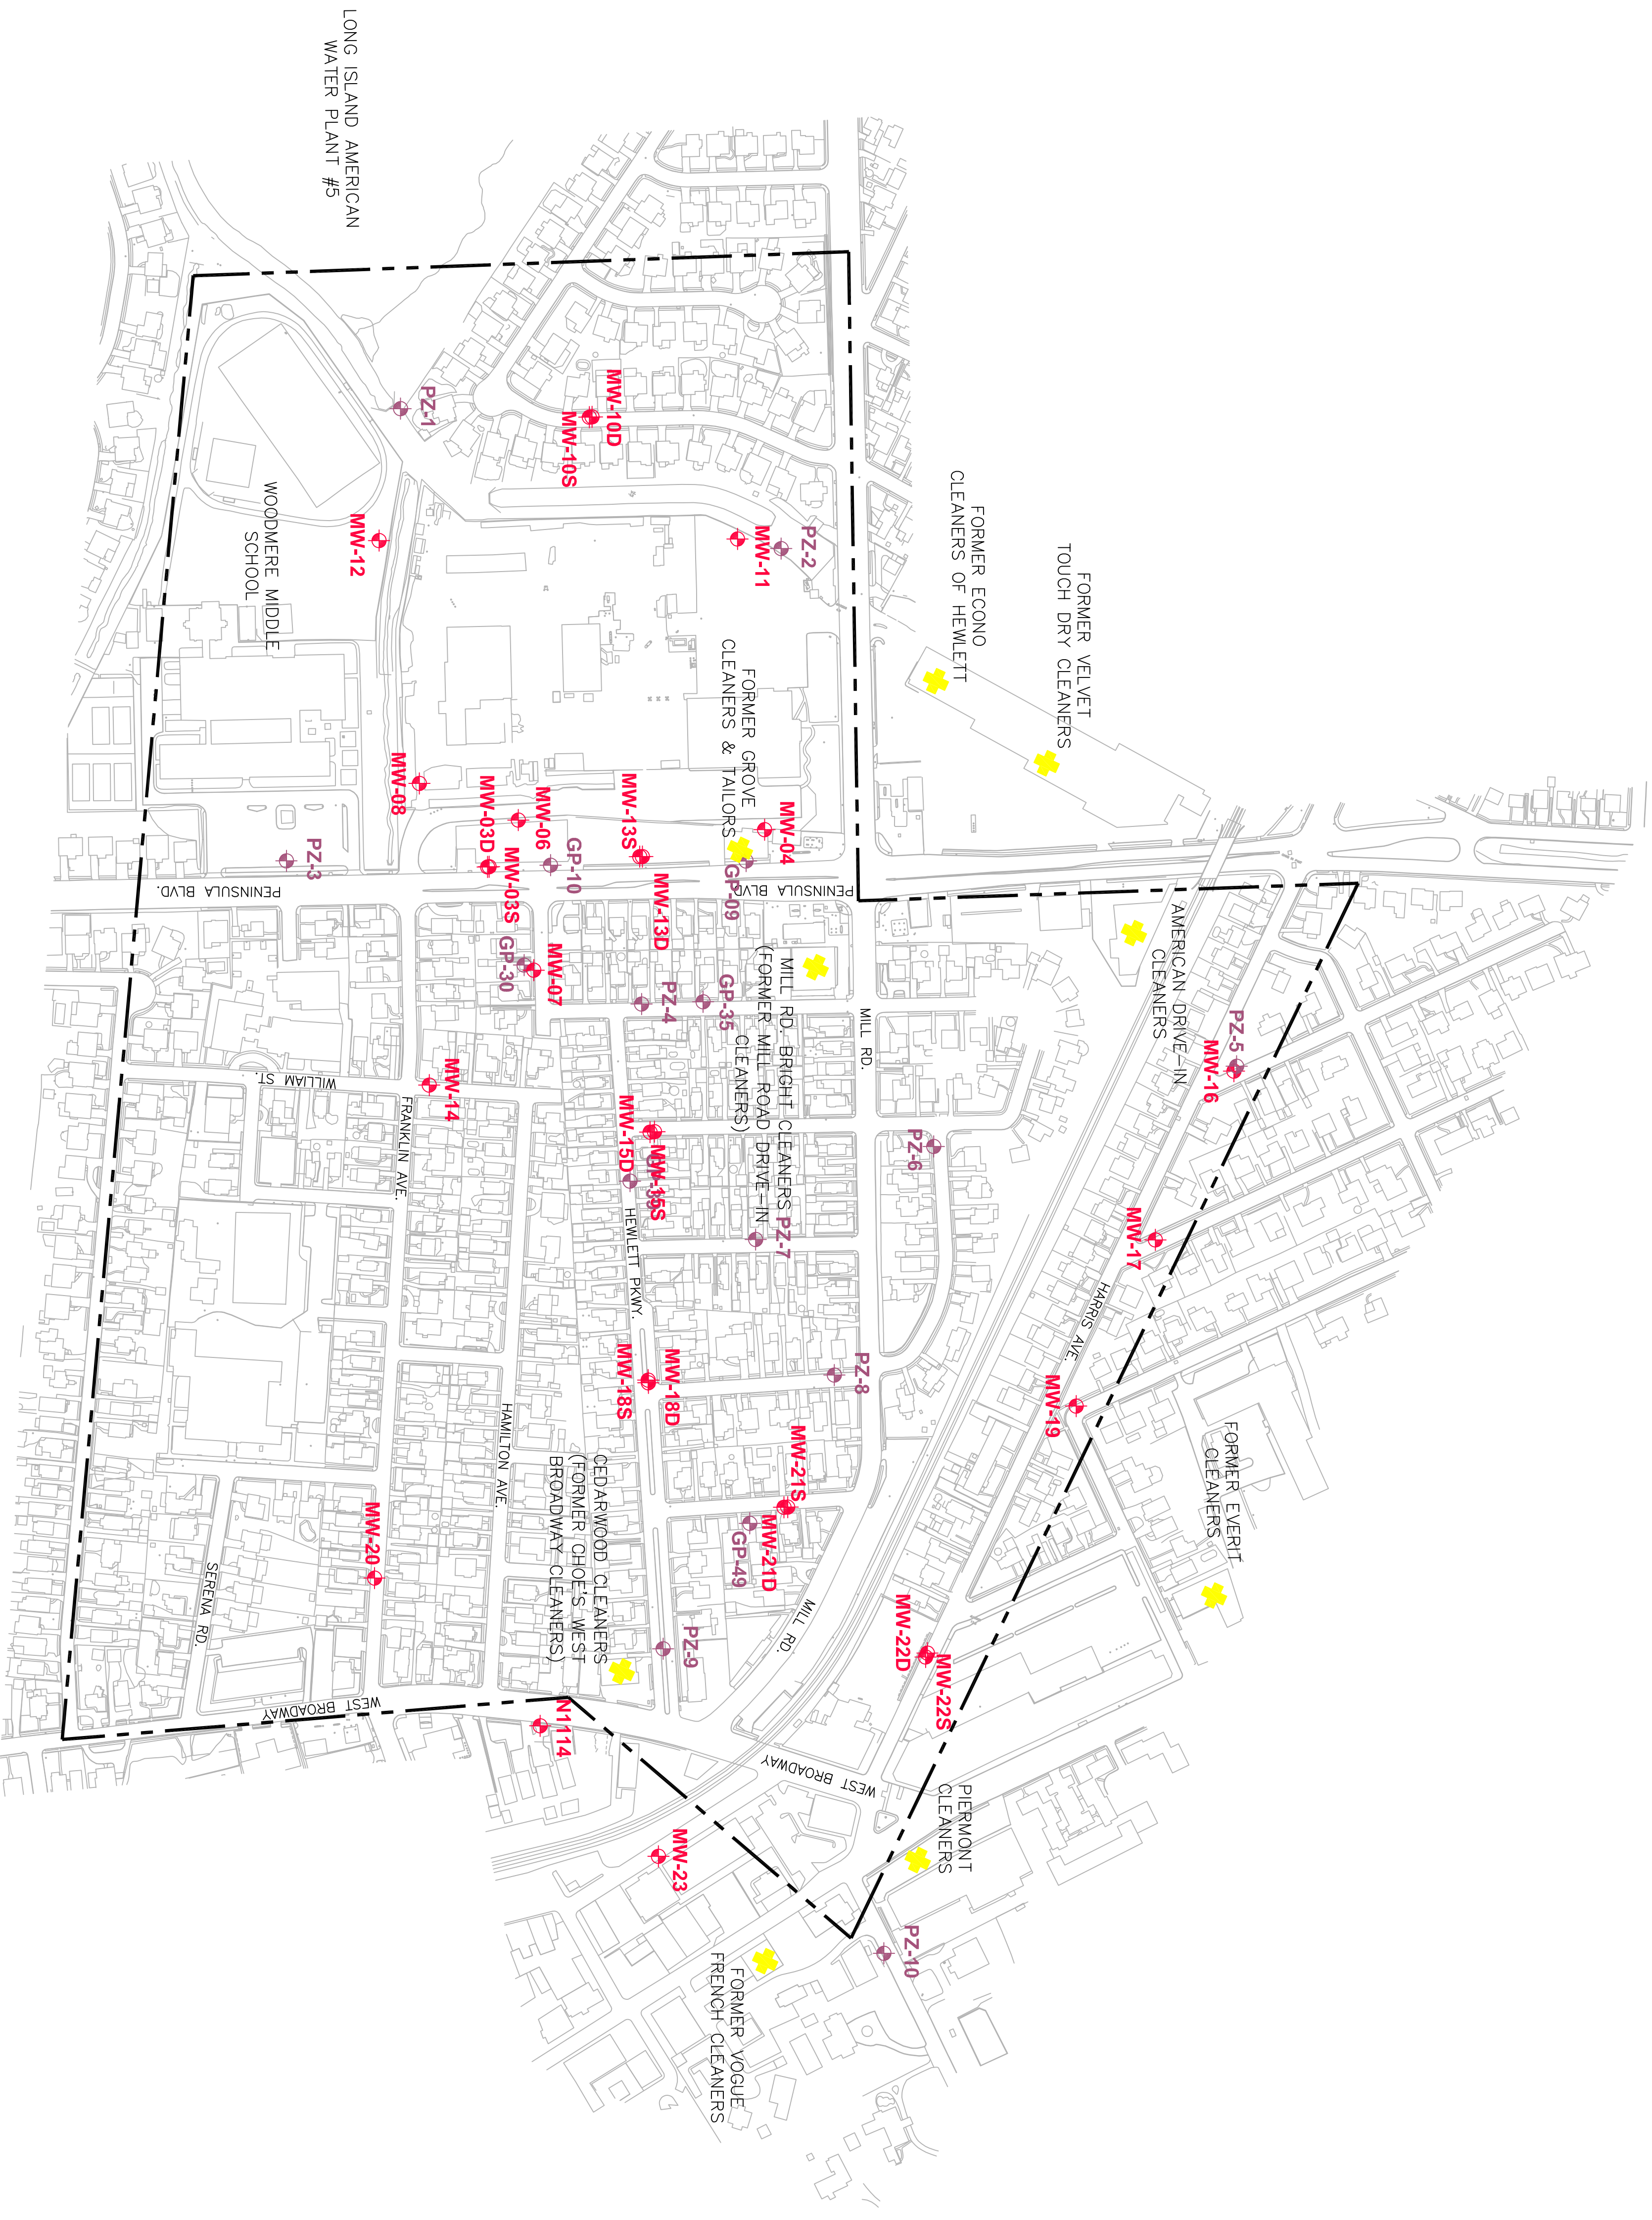 LONG ISLAND AMERICAN
WATER PLANT #5
PZ-1
MW-10D
MW-10S
FORMER ECONO
CLEANERS OF HEWLETT
FORMER VELVET
TOUCH DRY CLEANERS
WOODMERE MIDDLE
SCHOOL
MW-12
MW-11
PZ-2
FORMER GROVE
CLEANERS & TAILORS
MW-08
MW-03D
MW-03S
MW-06
GP-10
MW-13S
MW-13D
MW-04
GP-09
PZ-3
PENINSULA BLVD.
PENINSULA BLVD.
AMERICAN DRIVE-IN
CLEANERS
GP-30
MW-07
PZ-4
GP-35
MILL RD. BRIGHT CLEANERS
(FORMER MILL ROAD DRIVE-IN
CLEANERS)
MILL RD.
PZ-5
MW-16
WILLIAM ST.
FRANKLIN AVE.
MW-14
MW-15D
MW-15S
HEWLETT PKWY.
PZ-6
PZ-7
MW-17
HARRIS AVE.
MW-18S
MW-18D
PZ-8
MW-19
HAMILTON AVE.
CEDARWOOD CLEANERS
(FORMER CHOE'S WEST
BROADWAY CLEANERS)
MW-21S
MW-21D
GP-49
FORMER EVERIT
CLEANERS
MW-20
SERENA RD.
PZ-9
MILL RD.
MW-22D
MW-22S
WEST BROADWAY
N1114
WEST BROADWAY
PIERMONT
CLEANERS
MW-23
PZ-10
FORMER VOGUE
FRENCH CLEANERS